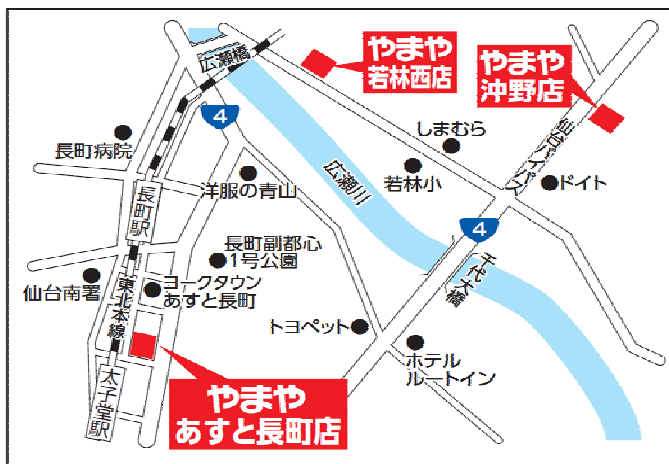 広瀬橋
やまや
若林西店
やまや
沖野店
4
しまむら
仙台バイパス
長町病院
洋服の青山
広瀬川
若林小
ドイト
長町駅
4
長町副都心
1号公園
千代大橋
仙台南署
東北本線
ヨークタウン
あすと長町
トヨペット
ホテル
ルートイン
太子堂駅
やまや
あすと長町店